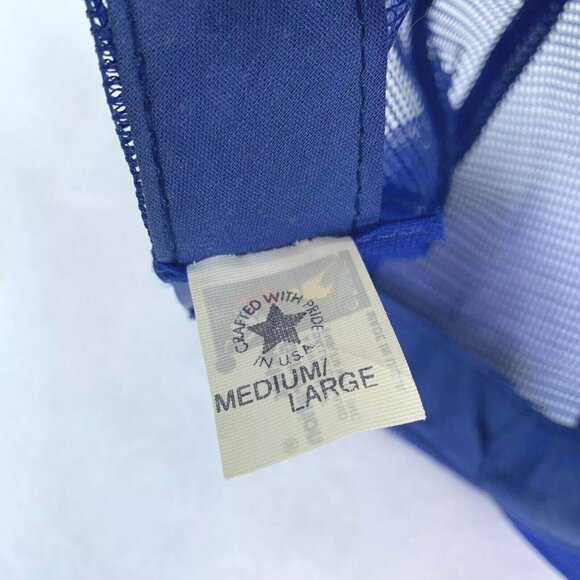 CRAFTED WITH PRIDE
IN U.S.A.
MEDIUM/
LARGE